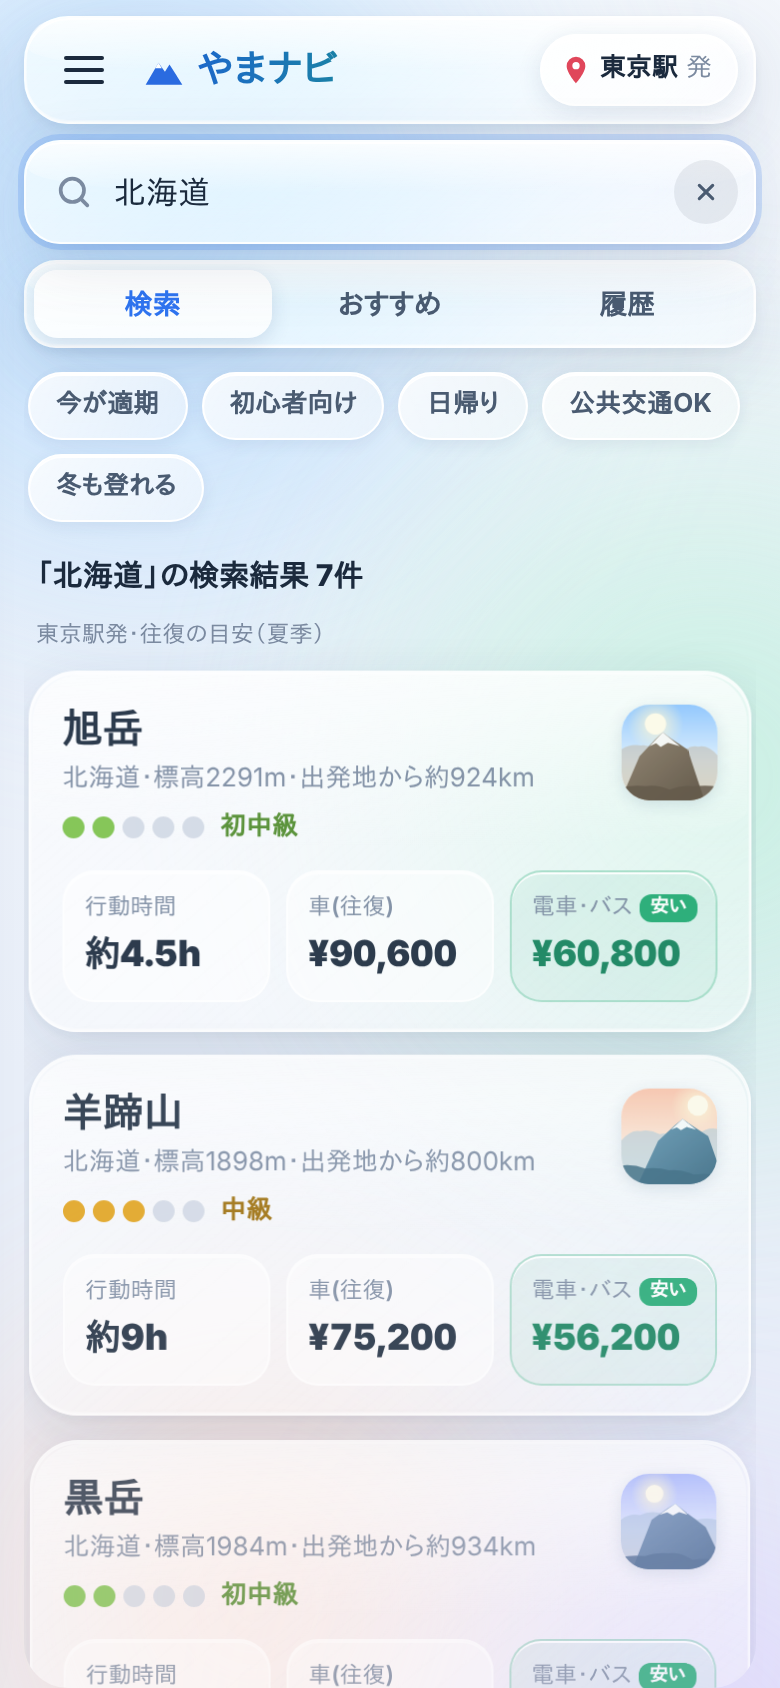 やまナビ
東京駅 発
北海道
検索 おすすめ 履歴
今が適期 初心者向け 日帰り 公共交通OK
冬も登れる
「北海道」の検索結果 7件
東京駅発・往復の目安（夏季）
旭岳
北海道・標高2291m・出発地から約924km
初中級
行動時間 車(往復) 電車・バス 安い
約4.5h ¥90,600 ¥60,800
羊蹄山
北海道・標高1898m・出発地から約800km
中級
行動時間 車(往復) 電車・バス 安い
約9h ¥75,200 ¥56,200
黒岳
北海道・標高1984m・出発地から約934km
初中級
行動時間 車(往復) 電車・バス 安い